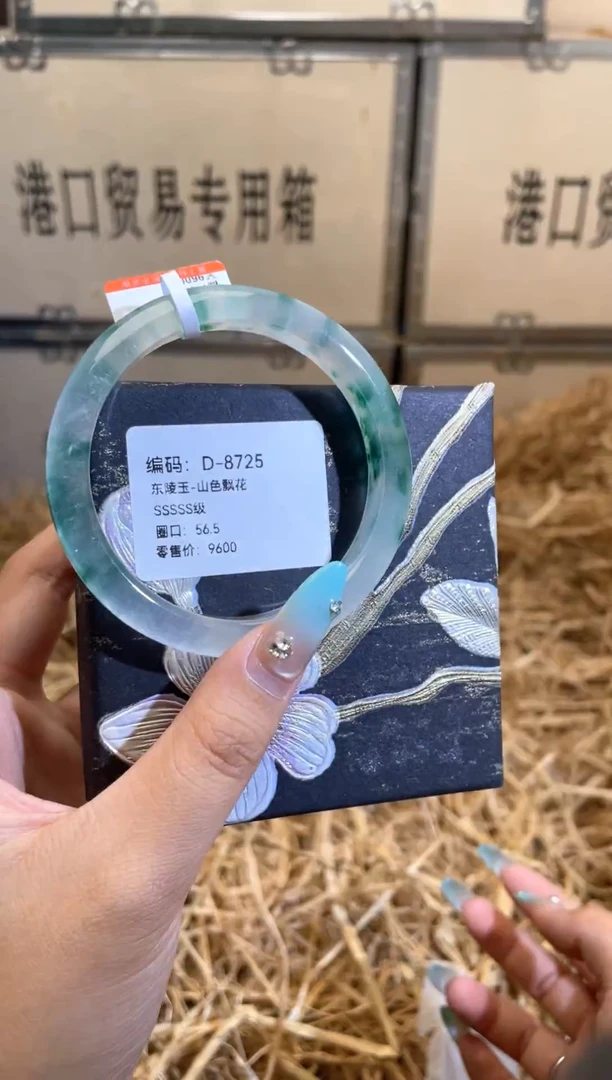 港口贸易专用箱
港口贸
编码：D-8725
东陵玉-山色飘花
SSSSS级
圈口：56.5
零售价：9600